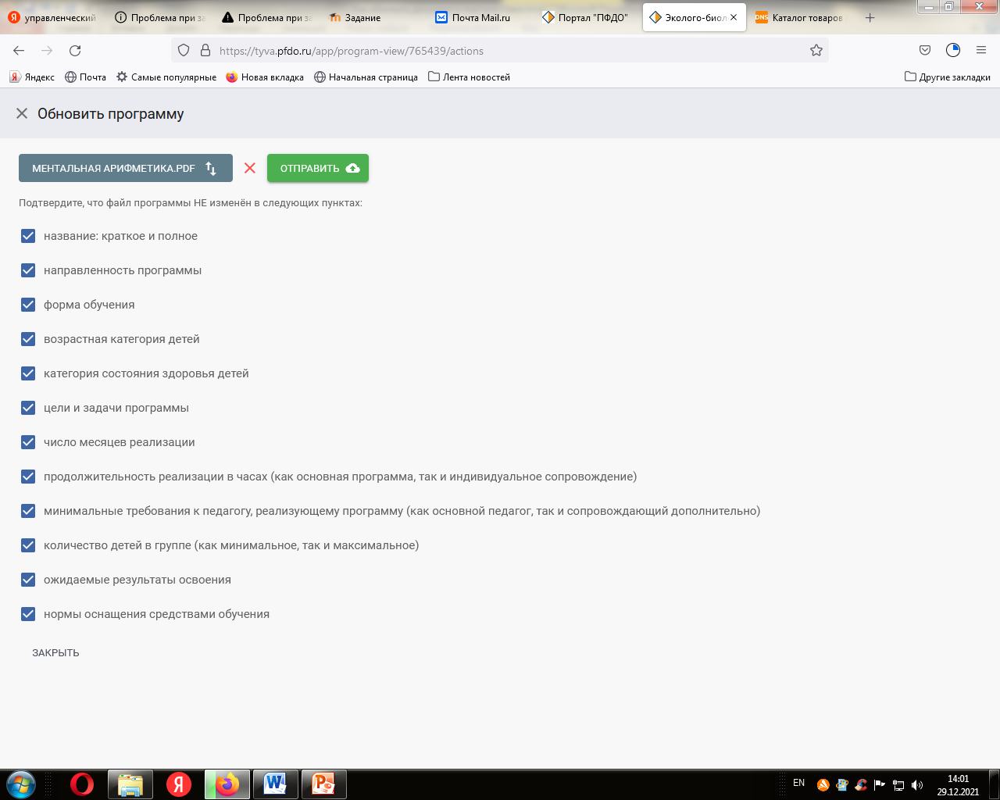 управленческий
Проблема при за
Проблема при за
Задание
Почта Mail.ru
Портал "ПФДО"
Эколого-биол
DNS
Каталог товаров
https://tyva.pfdo.ru/app/program-view/765439/actions
Яндекс
Почта
Самые популярные
Новая вкладка
Начальная страница
Лента новостей
Другие закладки
Обновить программу
МЕНТАЛЬНАЯ АРИФМЕТИКА.PDF
ОТПРАВИТЬ
Подтвердите, что файл программы НЕ изменён в следующих пунктах:
название: краткое и полное
направленность программы
форма обучения
возрастная категория детей
категория состояния здоровья детей
цели и задачи программы
число месяцев реализации
продолжительность реализации в часах (как основная программа, так и индивидуальное сопровождение)
минимальные требования к педагогу, реализующему программу (как основной педагог, так и сопровождающий дополнительно)
количество детей в группе (как минимальное, так и максимальное)
ожидаемые результаты освоения
нормы оснащения средствами обучения
ЗАКРЫТЬ
EN
14:01
29.12.2021